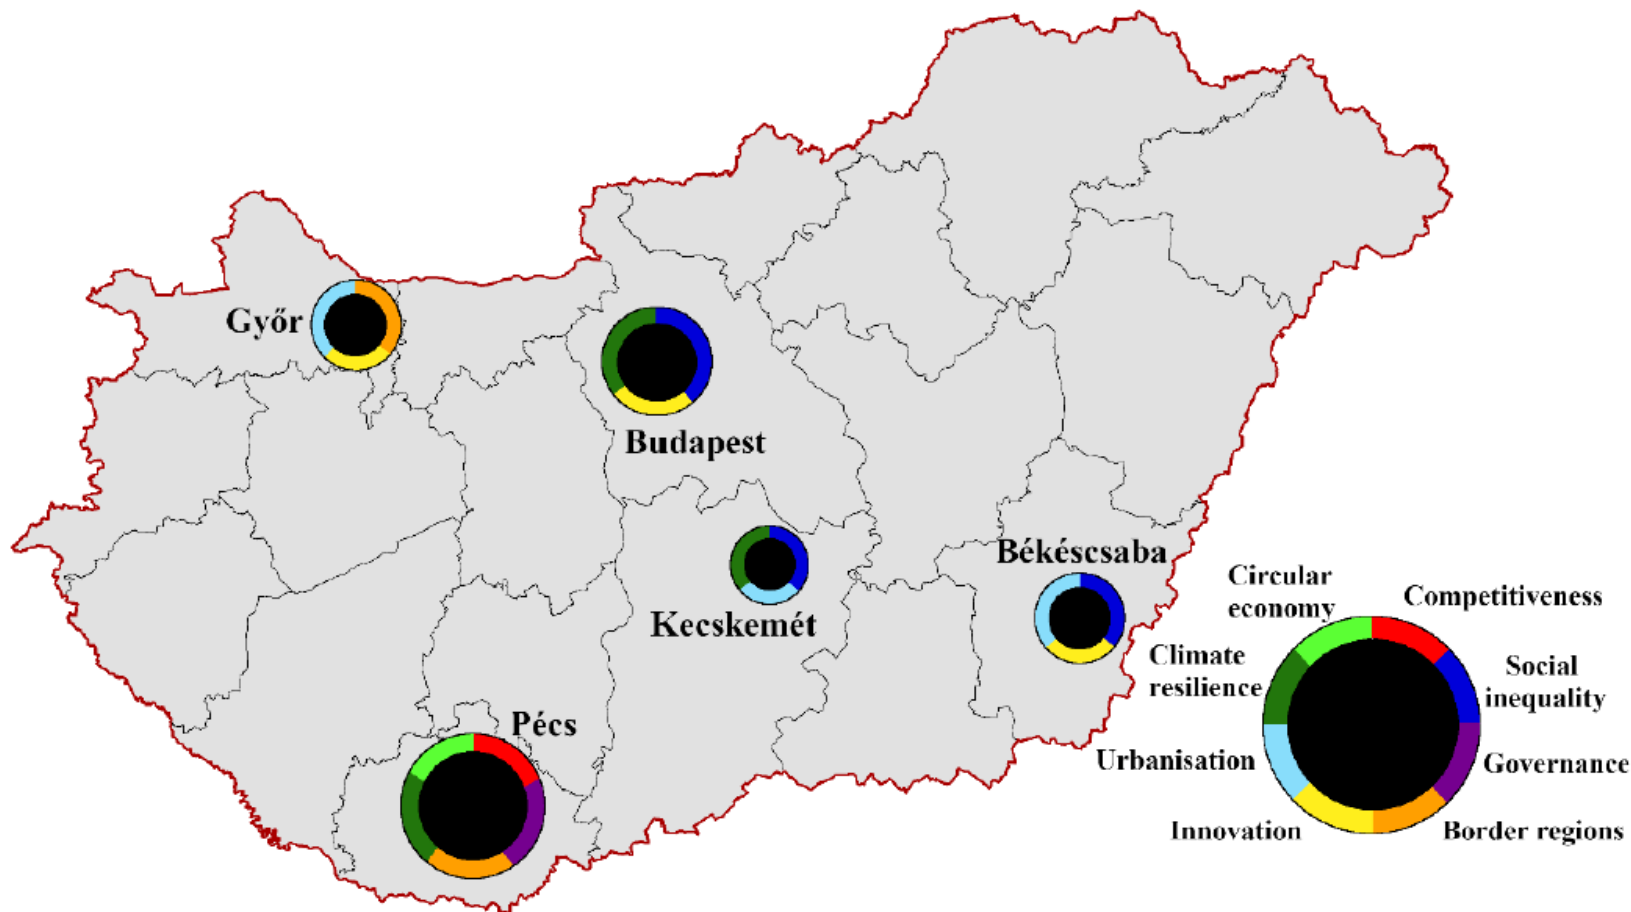 Győr
Budapest
Kecskemét
Békéscsaba
Pécs
Circular
economy
Competitiveness
Climate
resilience
Social
inequality
Urbanisation
Governance
Innovation
Border regions